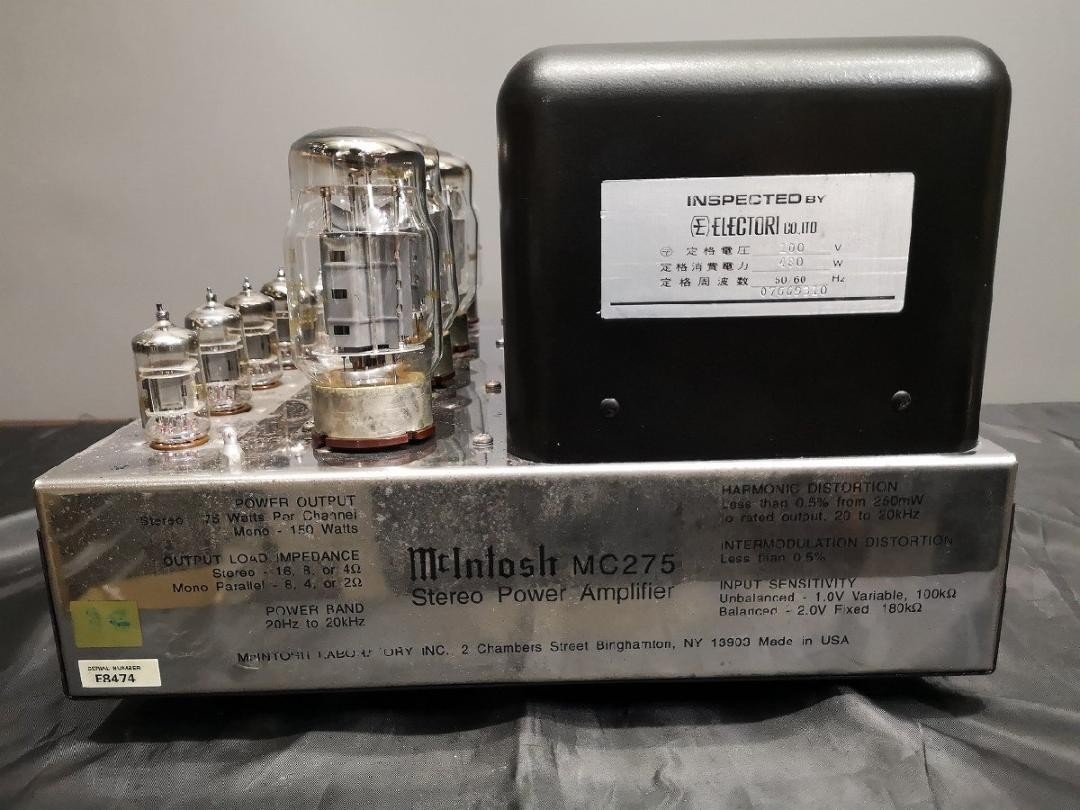 INSPECTED BY
ELECTORI CO.,LTD
定格電圧 100 V
定格消費電力 480 W
定格周波数 50/60 Hz
POWER OUTPUT
Stereo - 75 Watts Per Channel
Mono - 150 Watts
OUTPUT LOAD IMPEDANCE
Stereo - 16, 8, or 4Ω
Mono Parallel - 8, 4, or 2Ω
POWER BAND
20Hz to 20kHz
McIntosh MC275
Stereo Power Amplifier
HARMONIC DISTORTION
Less than 0.5% from 250mW
to rated output, 20 to 20kHz
INTERMODULATION DISTORTION
Less than 0.5%
INPUT SENSITIVITY
Unbalanced - 1.0V Variable, 100kΩ
Balanced - 2.0V Fixed 180kΩ
McINTOSH LABORATORY INC., 2 Chambers Street Binghamton, NY 13903 Made in USA
SERIAL NUMBER
F8474